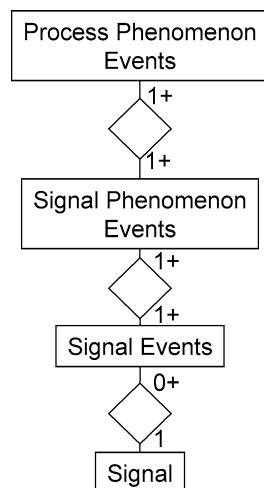 Process Phenomenon
Events
1+
1+
Signal Phenomenon
Events
1+
1+
Signal Events
0+
1
Signal